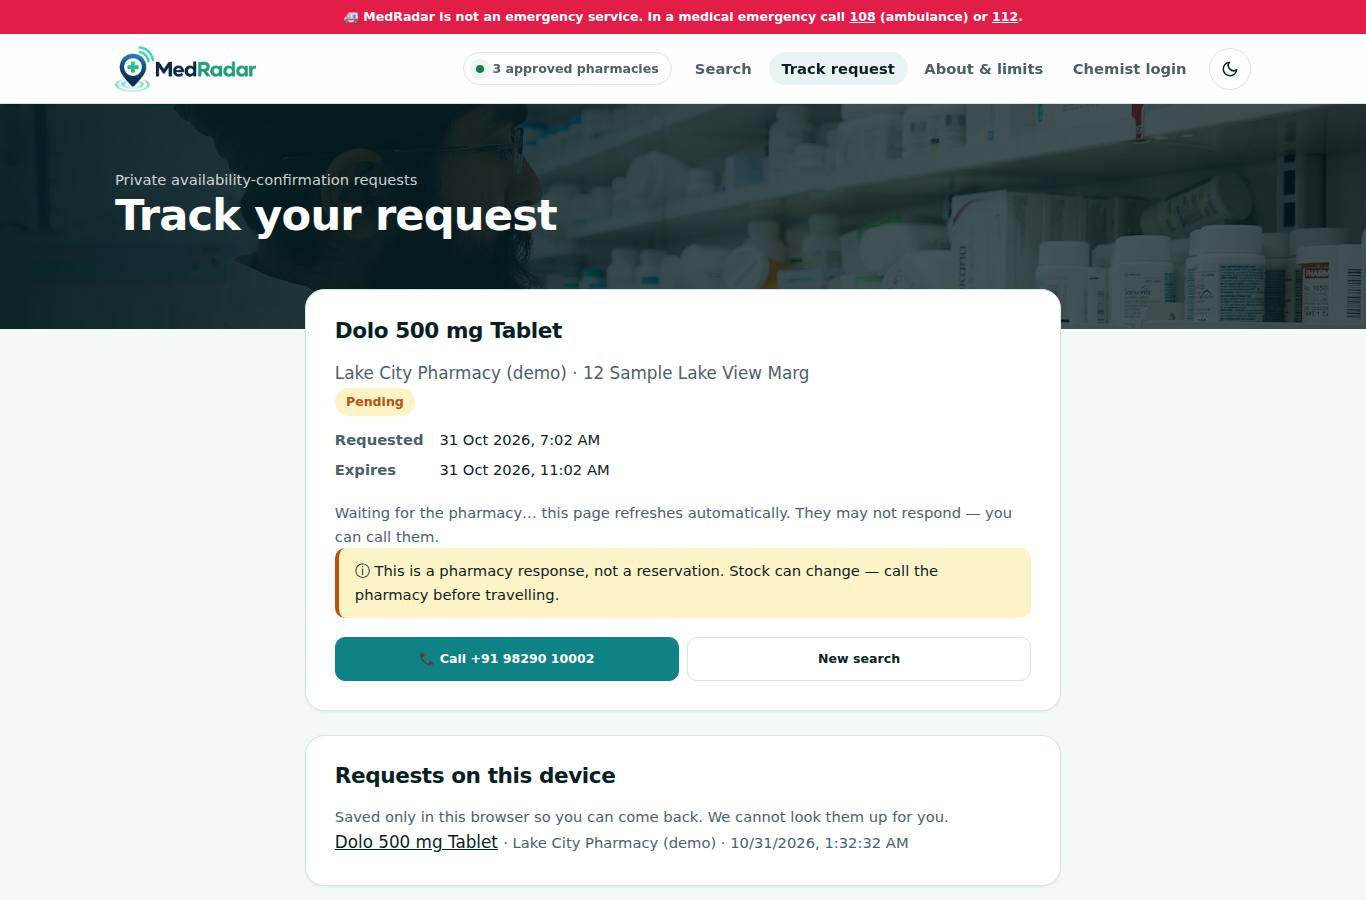 🚑 MedRadar is not an emergency service. In a medical emergency call 108 (ambulance) or 112.
MedRadar
3 approved pharmacies
Search
Track request
About & limits
Chemist login
Private availability-confirmation requests
Track your request
Dolo 500 mg Tablet
Lake City Pharmacy (demo) · 12 Sample Lake View Marg
Pending
Requested 31 Oct 2026, 7:02 AM
Expires 31 Oct 2026, 11:02 AM
Waiting for the pharmacy… this page refreshes automatically. They may not respond — you
can call them.
ⓘ This is a pharmacy response, not a reservation. Stock can change — call the
pharmacy before travelling.
📞 Call +91 98290 10002
New search
Requests on this device
Saved only in this browser so you can come back. We cannot look them up for you.
Dolo 500 mg Tablet · Lake City Pharmacy (demo) · 10/31/2026, 1:32:32 AM